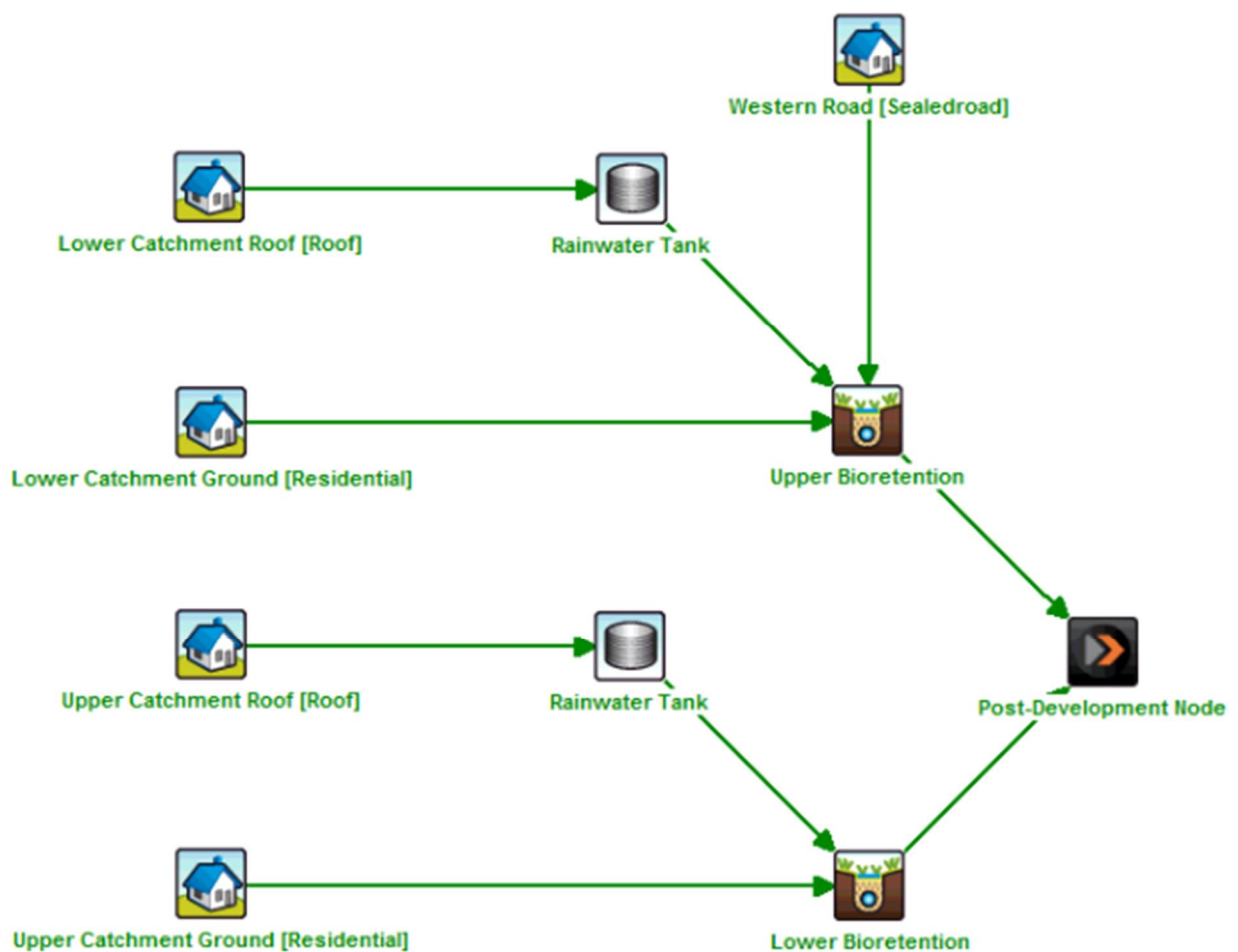 Western Road [Sealedroad]
Lower Catchment Roof [Roof]
Rainwater Tank
Lower Catchment Ground [Residential]
Upper Bioretention
Upper Catchment Roof [Roof]
Rainwater Tank
Post-Development Node
Upper Catchment Ground [Residential]
Lower Bioretention